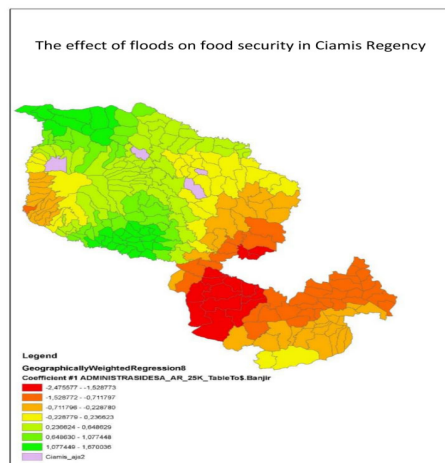 The effect of floods on food security in Ciamis Regency
Legend
GeographicallyWeightedRegression8
Coefficient #1 ADMINISTRASIDESA_AR_25K_TableTo$.Banjir
-2,475577 - -1,528773
-1,528772 - -0,711797
-0,711796 - -0,228780
-0,228779 - 0,236623
0,236624 - 0,648629
0,648630 - 1,077448
1,077449 - 1,670036
Ciamis_aja2